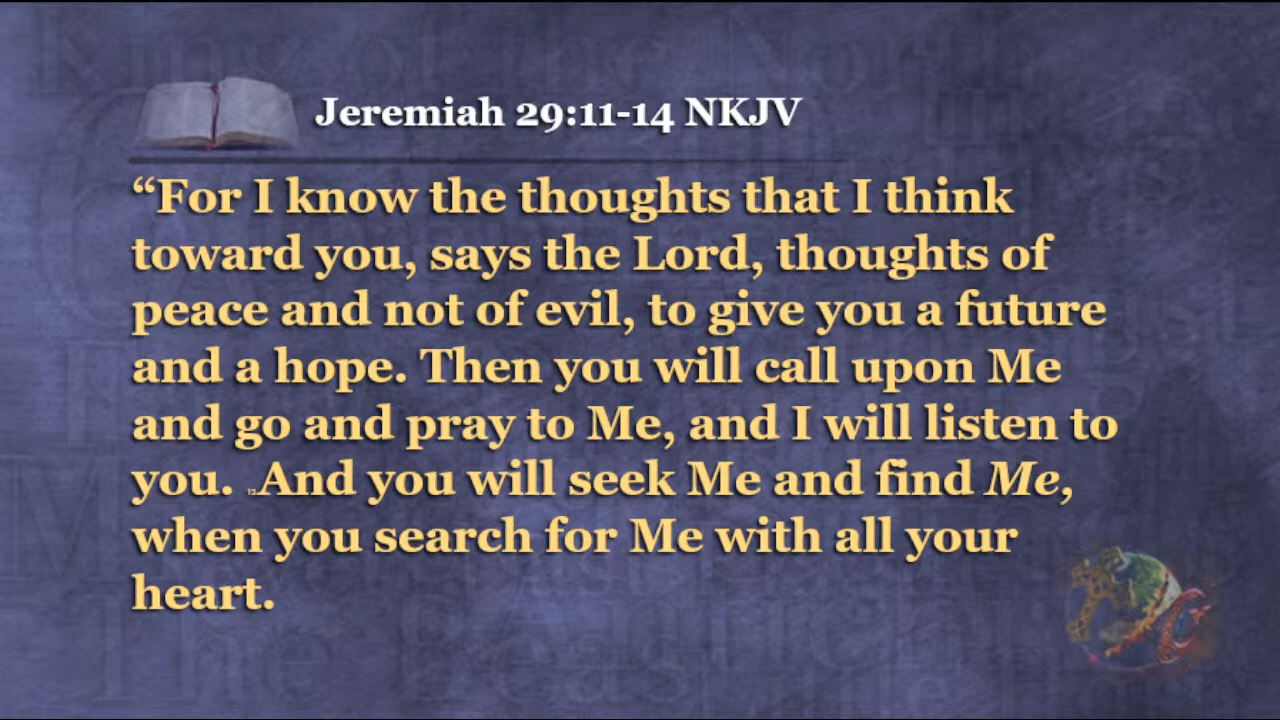 Jeremiah 29:11-14 NKJV
“For I know the thoughts that I think
toward you, says the Lord, thoughts of
peace and not of evil, to give you a future
and a hope. Then you will call upon Me
and go and pray to Me, and I will listen to
you. And you will seek Me and find Me,
when you search for Me with all your
heart.